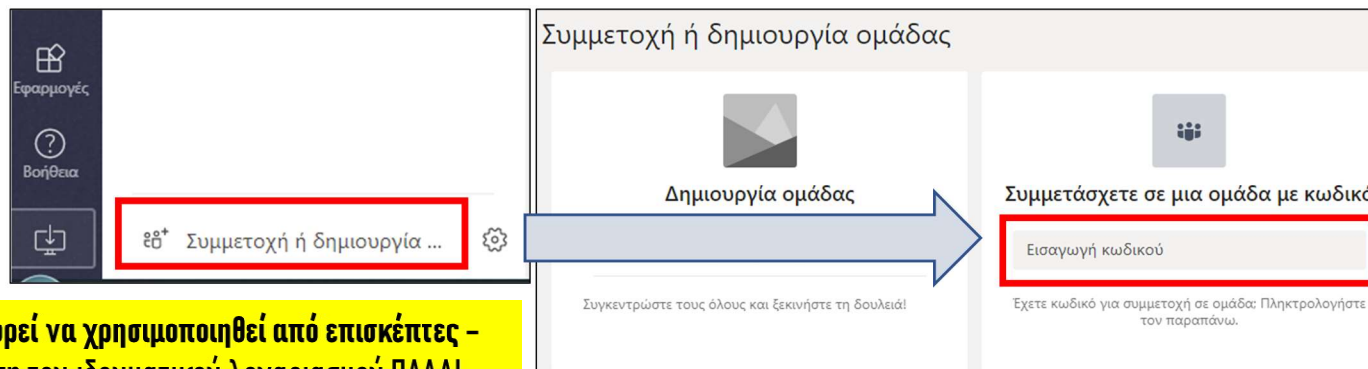 Εφαρμογές
Βοήθεια
Συμμετοχή ή δημιουργία ...
Συμμετοχή ή δημιουργία ομάδας
Δημιουργία ομάδας
Συγκεντρώστε τους όλους και ξεκινήστε τη δουλειά!
Συμμετάσχετε σε μια ομάδα με κωδικό
Εισαγωγή κωδικού
Έχετε κωδικό για συμμετοχή σε ομάδα; Πληκτρολογήστε
τον παραπάνω.
να χρησιμοποιηθεί από επισκέπτες –